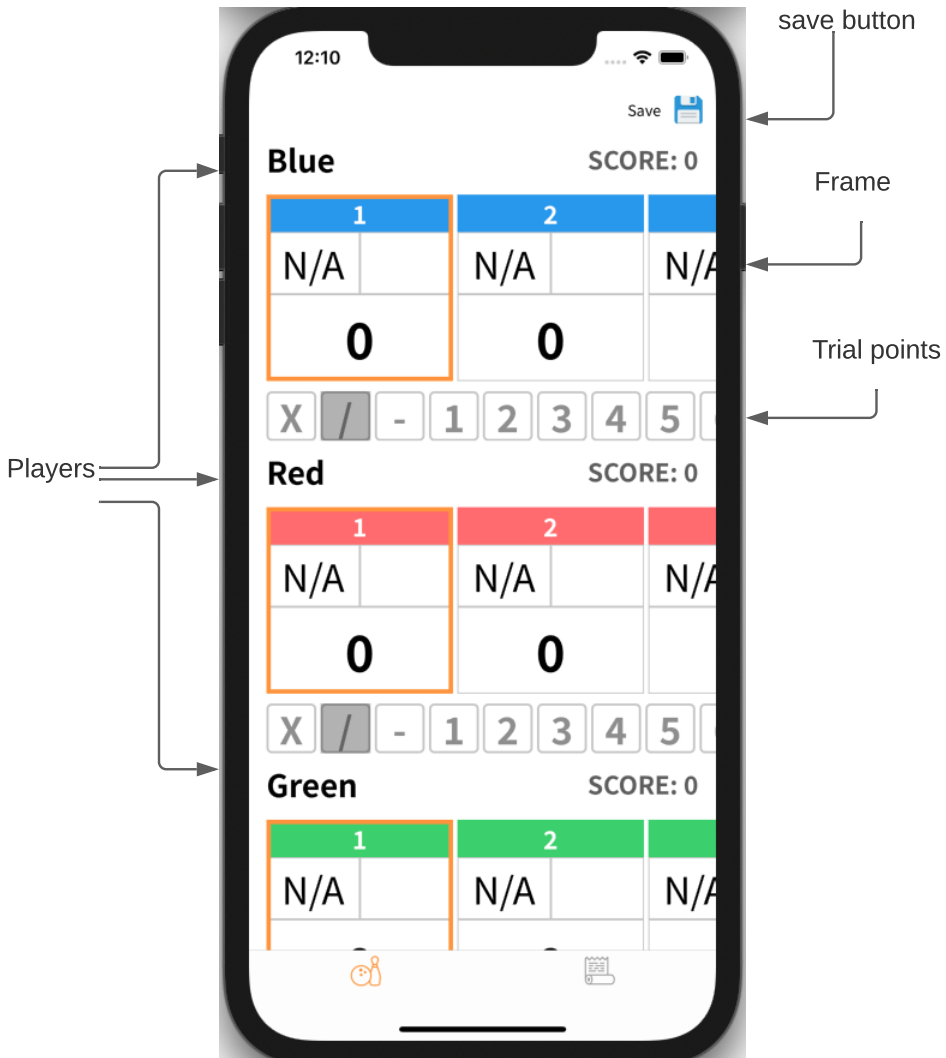 save button
12:10
Save
Blue SCORE: 0
Frame
1 2
N/A N/A N/A
0 0
Trial points
X / - 1 2 3 4 5
Players
Red SCORE: 0
1 2
N/A N/A N/A
0 0
X / - 1 2 3 4 5
Green SCORE: 0
1 2
N/A N/A N/A